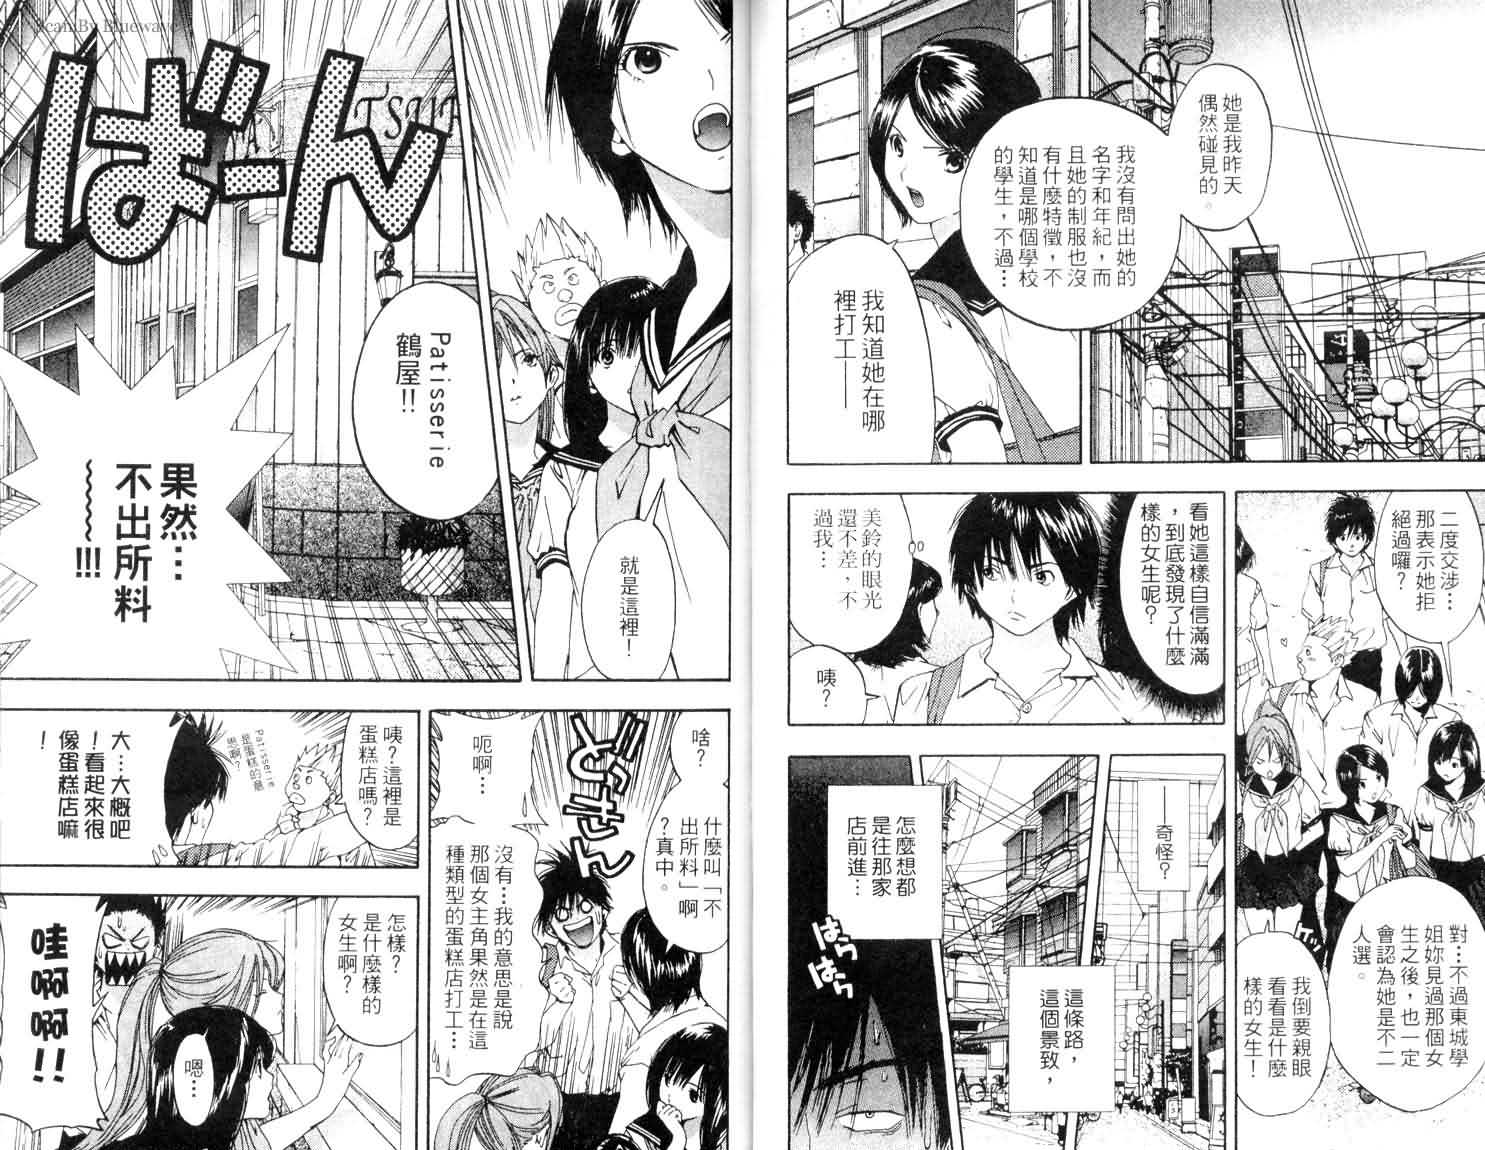 她是我昨天
偶然碰見的。
我沒有問出她的
名字和年紀，而
且她的制服也沒
有什麼特徵，不
知道是哪個學校
的學生，不過…
我知道她在哪
裡打工——
二度交涉…
那表示她拒
絕過囉？
對…不過東城學
姐妳見過那個女
生之後，也一定
會認為她是不二
人選。
我倒要親眼
看看是什麼
樣的女生！
看她這樣自信滿滿
，到底發現了什麼
樣的女生呢？
美鈴的眼光
還不差，不
過我…
咦？
——奇怪？
這條路，
這個景致，
怎麼想都
是往那家
店前進…
はらはら
就是這裡！
TSUR
Patisserie
鶴屋!!
ばーん
果然…
不出所料
～～～!!!
啥？
什麼叫「不
出所料」啊
？真中。
どっきーん
呃啊…
沒有…我的意思是說
那個女主角果然是在這
種類型的蛋糕店打工…
咦？這裡是
蛋糕店嗎？
Patisserie
是蛋糕的意
思啊…
大…大概吧
！看起來很
像蛋糕店嘛
！
怎樣？
是什麼樣的
女生啊？
嗯…
哇啊啊!!